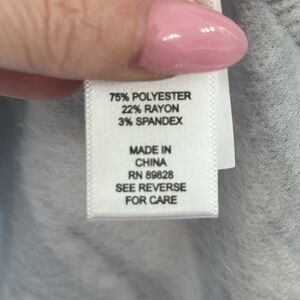 75% POLYESTER
22% RAYON
3% SPANDEX
MADE IN
CHINA
RN 89828
SEE REVERSE
FOR CARE